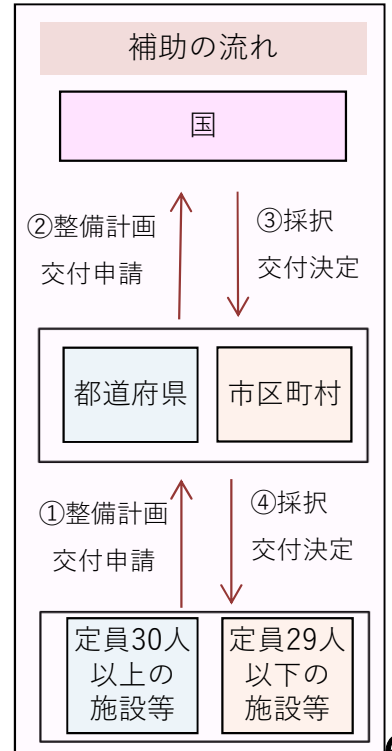 補助の流れ
国
②整備計画
交付申請
③採択
交付決定
都道府県
市区町村
①整備計画
交付申請
④採択
交付決定
定員30人
以上の
施設等
定員29人
以下の
施設等